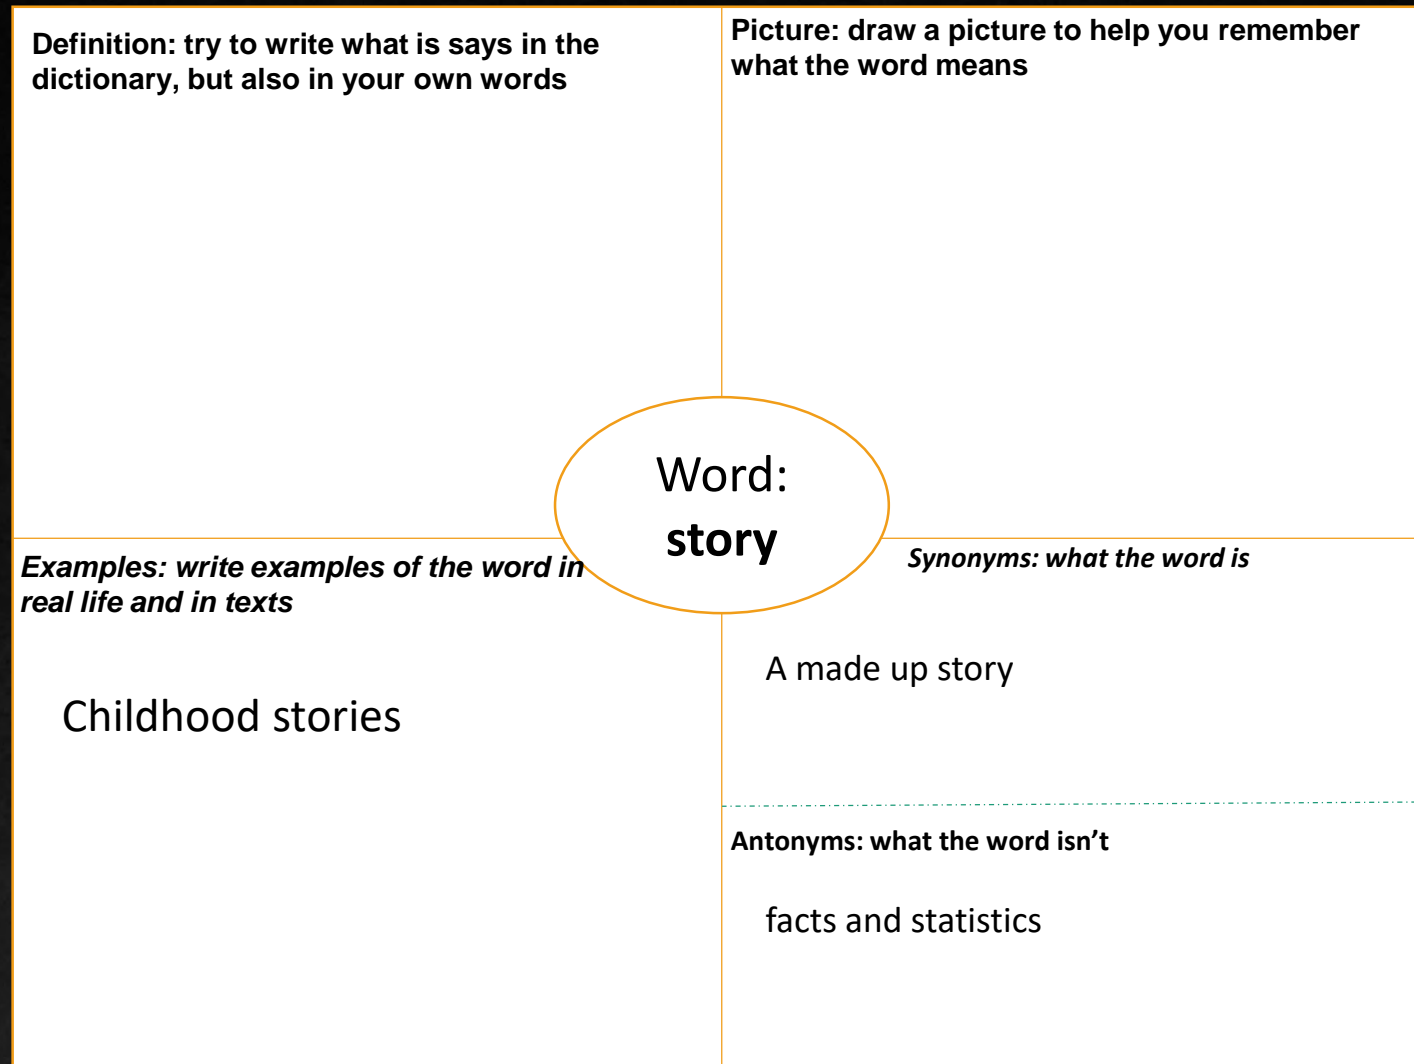 Definition: try to write what is says in the
dictionary, but also in your own words
Picture: draw a picture to help you remember
what the word means
Word:
story
Examples: write examples of the word in
real life and in texts
Childhood stories
Synonyms: what the word is
A made up story
Antonyms: what the word isn’t
facts and statistics